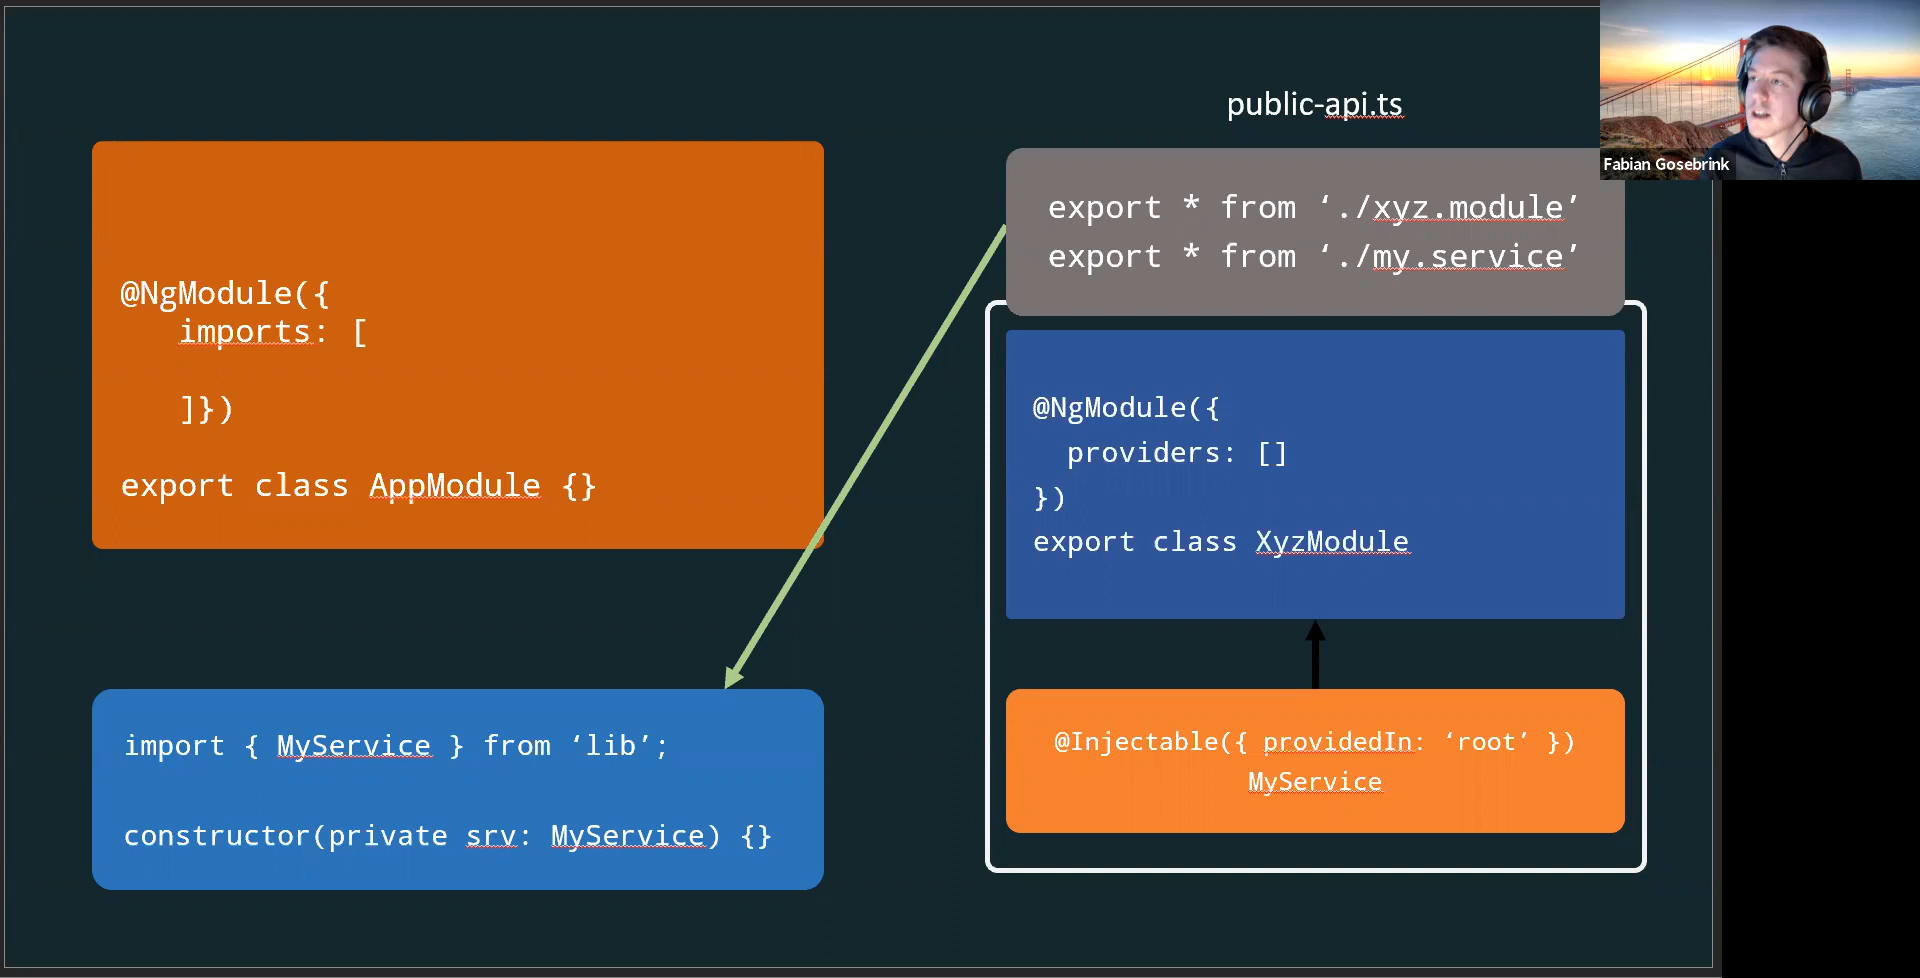 public-api.ts
Fabian Gosebrink
export * from ‘./xyz.module’
export * from ‘./my.service’
@NgModule({
imports: [
]})
export class AppModule {}
@NgModule({
providers: []
})
export class XyzModule
import { MyService } from ‘lib’;
constructor(private srv: MyService) {}
@Injectable({ providedIn: ‘root’ })
MyService